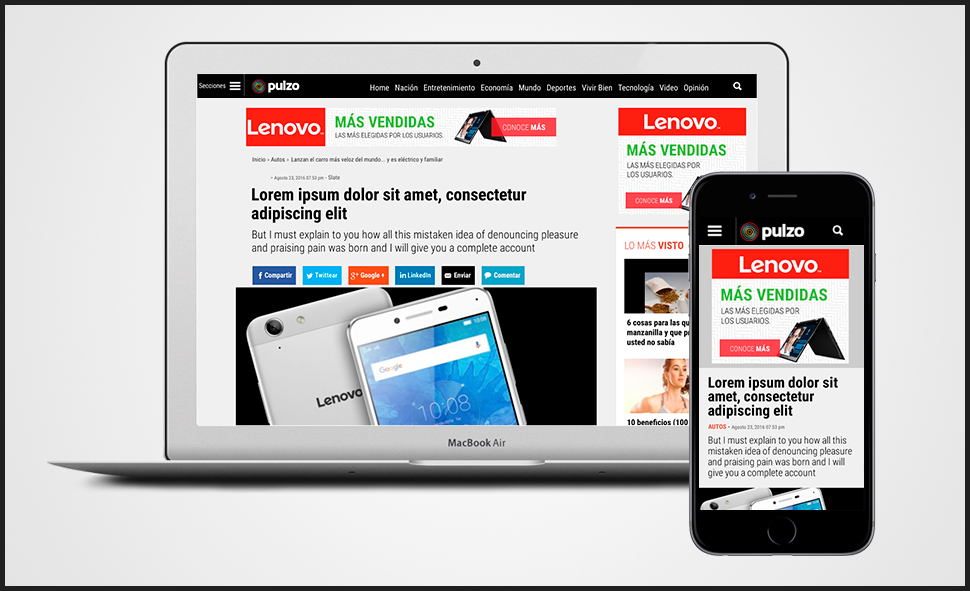 Secciones
pulzo
Home Nación Entretenimiento Economía Mundo Deportes Vivir Bien Tecnología Video Opinión
Lenovo
MÁS VENDIDAS
LAS MÁS ELEGIDAS POR LOS USUARIOS.
CONOCE MÁS
Inicio » Autos » Lanzan el carro más veloz del mundo... y es eléctrico y familiar
• Agosto 23, 2016 07:53 pm - Slate
Lorem ipsum dolor sit amet, consectetur
adipiscing elit
But I must explain to you how all this mistaken idea of denouncing pleasure
and praising pain was born and I will give you a complete account
f Compartir
Twittear
g+ Google +
in LinkedIn
Enviar
Comentar
Lenovo
Google
10:08
Lenovo
MÁS VENDIDAS
LAS MÁS ELEGIDAS POR
LOS USUARIOS.
CONOCE MÁS
LO MÁS VISTO
6 cosas para las qu
manzanilla y que po
usted no sabía
10 beneficios (100
MacBook Air
pulzo
Lenovo
MÁS VENDIDAS
LAS MÁS ELEGIDAS POR
LOS USUARIOS.
CONOCE MÁS
Lorem ipsum dolor sit
amet, consectetur
adipiscing elit
AUTOS • Agosto 23, 2016 07:53 pm
But I must explain to you how all this
mistaken idea of denouncing pleasure
and praising pain was born and I will
give you a complete account